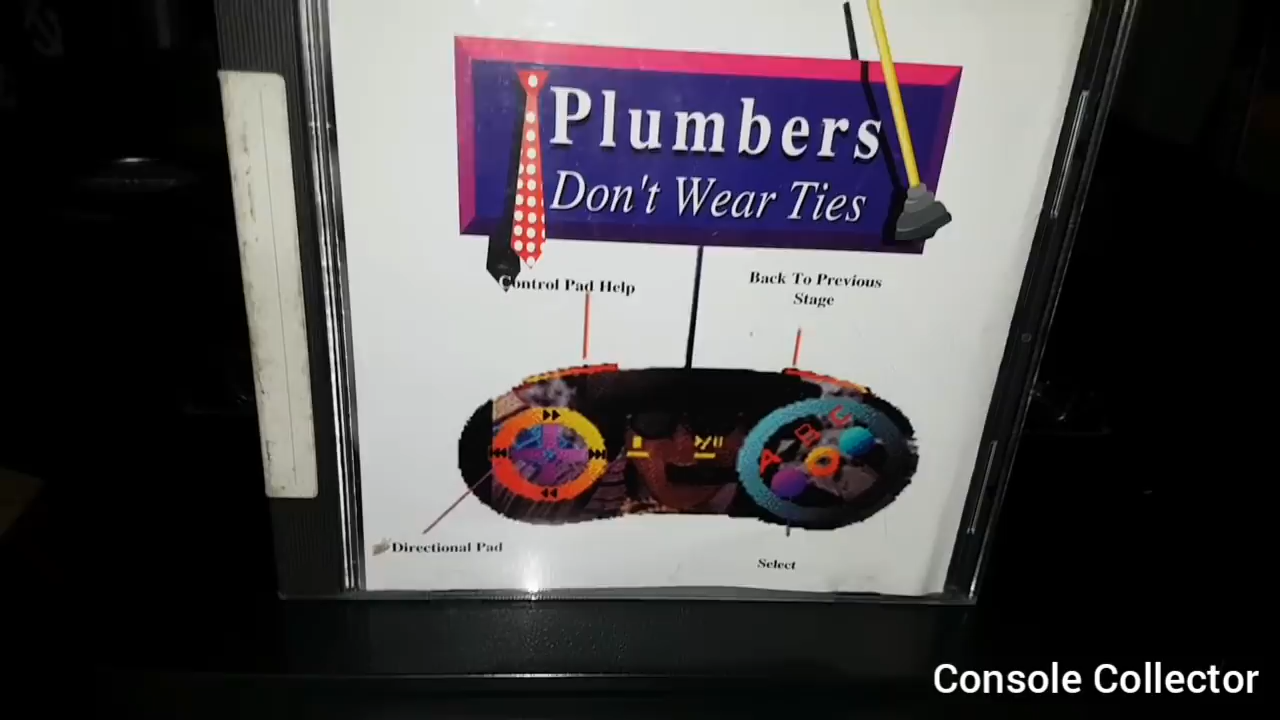 Plumbers
Don't Wear Ties
Control Pad Help
Back To Previous
Stage
A B C
Directional Pad
Select
Console Collector